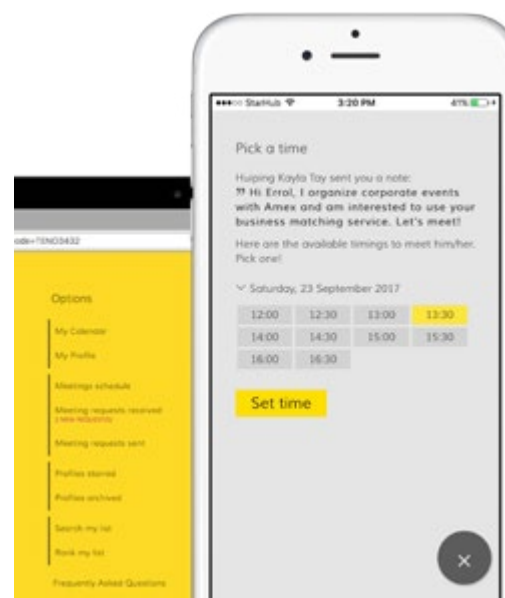 StarHub 3:20 PM 41%
Pick a time
Huiping Kayla Tay sent you a note:
Hi Errol, I organize corporate events
with Amex and am interested to use your
business matching service. Let's meet!
Here are the available timings to meet him/her.
Pick one!
Saturday, 23 September 2017
12:00 12:30 13:00 13:30
14:00 14:30 15:00 15:30
16:00 16:30
Set time
×
Options
My Calendar
My Profile
Meetings schedule
Meeting requests received
Meeting requests sent
Profiles starred
Profiles archived
Search my list
Rank my list
Frequently Asked Questions